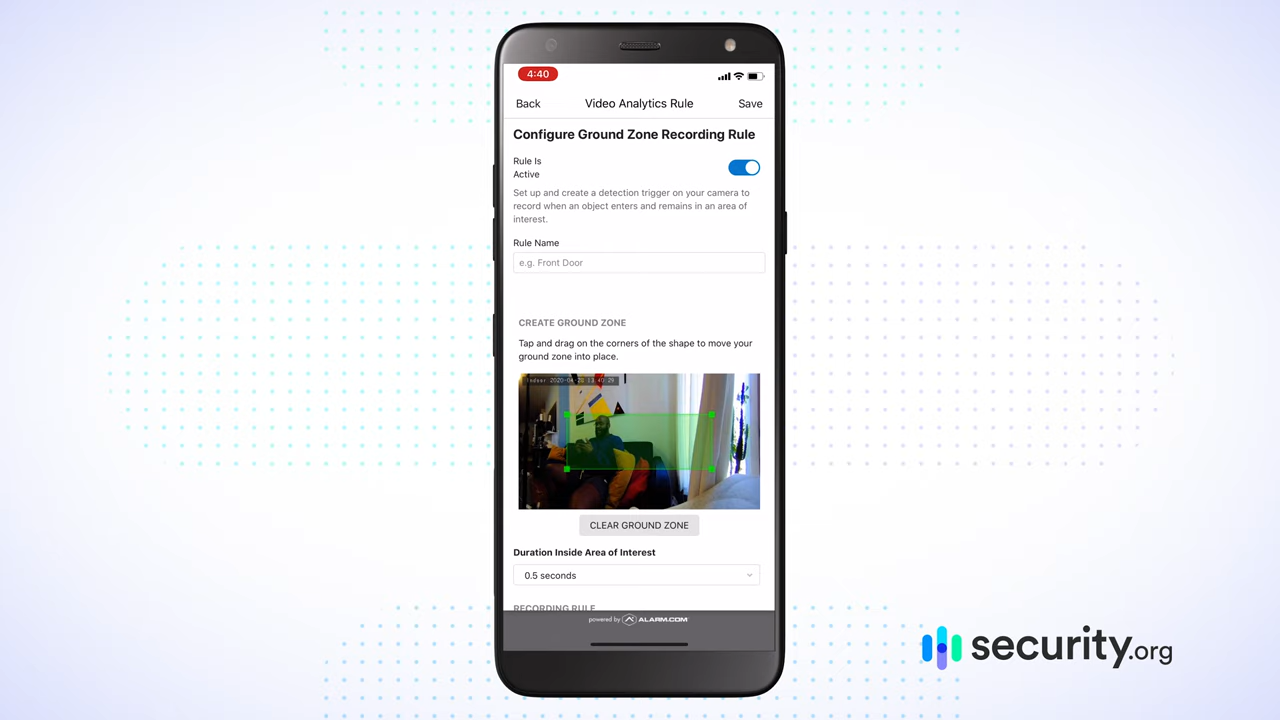 4:40
Back
Video Analytics Rule
Save
Configure Ground Zone Recording Rule
Rule Is
Active
Set up and create a detection trigger on your camera to
record when an object enters and remains in an area of
interest.
Rule Name
e.g. Front Door
CREATE GROUND ZONE
Tap and drag on the corners of the shape to move your
ground zone into place.
CLEAR GROUND ZONE
Duration Inside Area of Interest
0.5 seconds
RECORDING RULE
powered by ALARM.COM
security.org